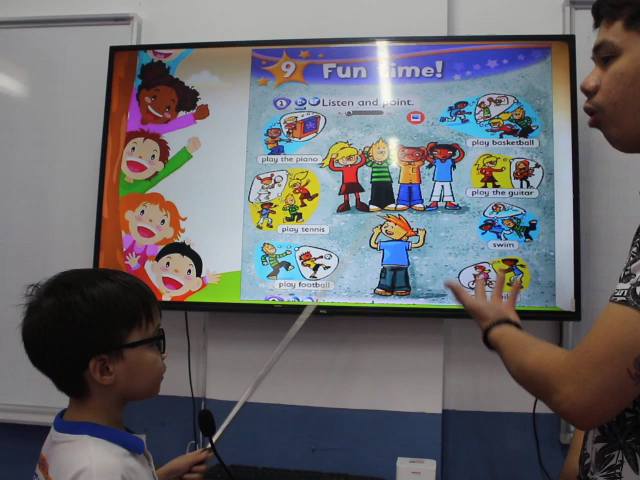 9 Fun Time!
1 Listen and point.
play the piano
play basketball
play the guitar
play tennis
swim
play football